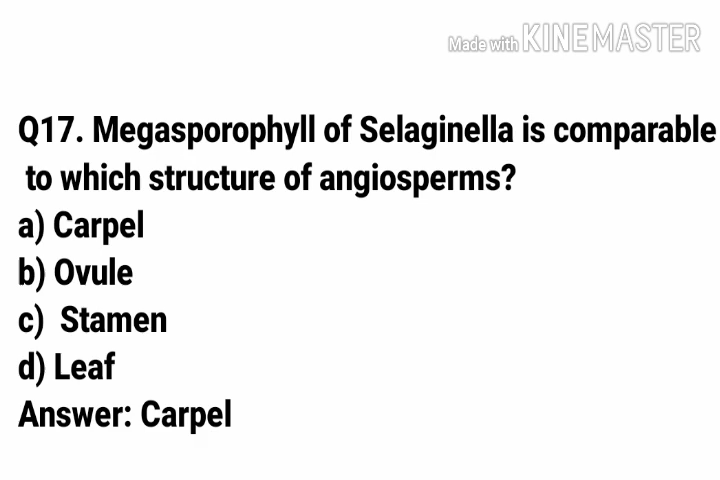 Made with KINEMASTER
Q17. Megasporophyll of Selaginella is comparable
to which structure of angiosperms?
a) Carpel
b) Ovule
c) Stamen
d) Leaf
Answer: Carpel